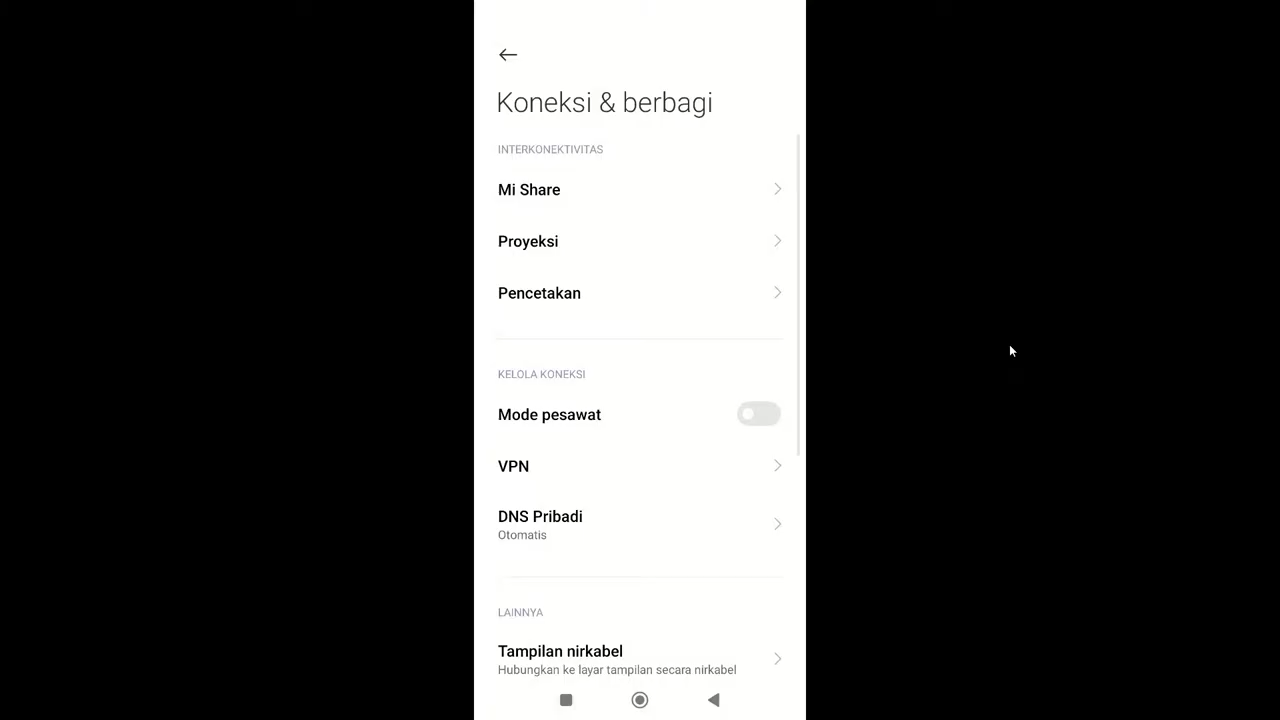 Koneksi & berbagi
INTERKONEKTIVITAS
Mi Share
Proyeksi
Pencetakan
KELOLA KONEKSI
Mode pesawat
VPN
DNS Pribadi
Otomatis
LAINNYA
Tampilan nirkabel
Hubungkan ke layar tampilan secara nirkabel